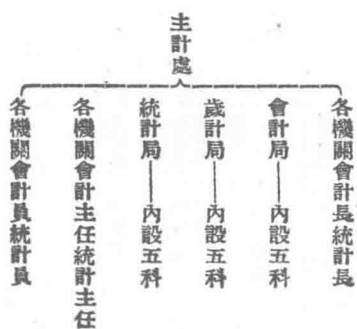 主計處
各機關會計長統計長
會計局——內設五科
歲計局——內設五科
統計局——內設五科
各機關會計主任統計主任
各機關會計員統計員